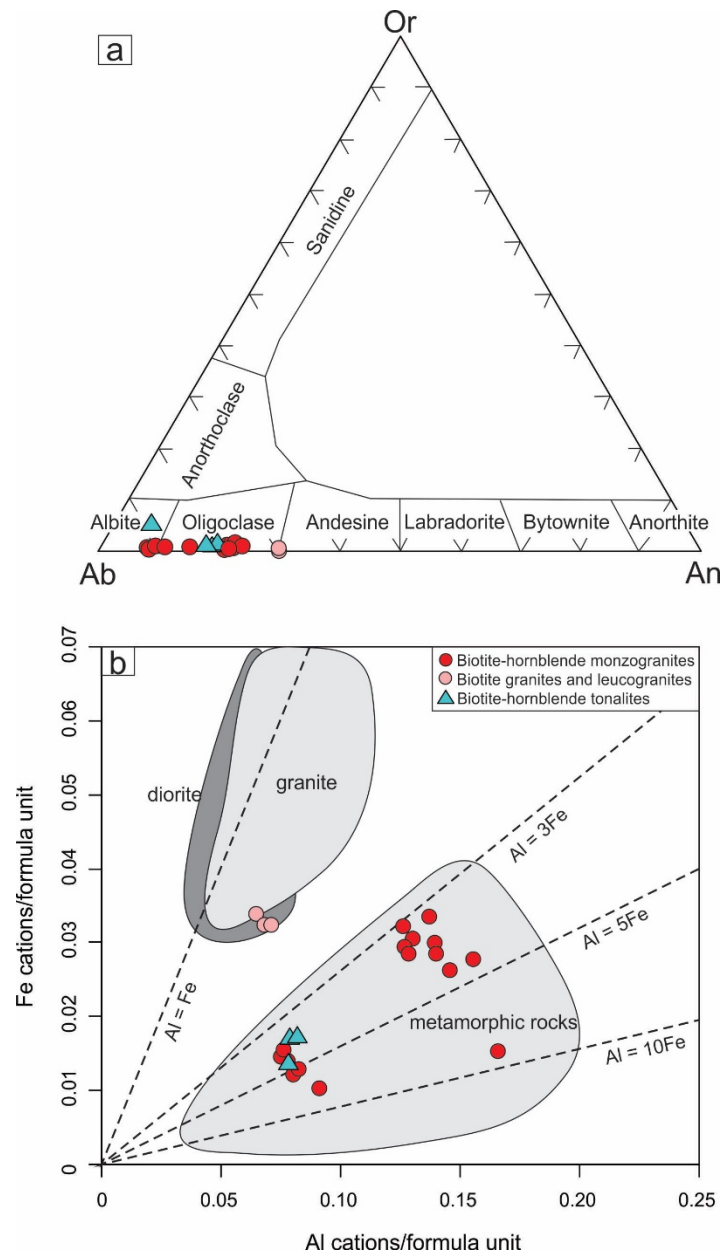 a
Or
Sanidine
Anorthoclase
Albite
Oligoclase
Andesine
Labradorite
Bytownite
Anorthite
Ab
An
b
Biotite-hornblende monzogranites
Biotite granites and leucogranites
Biotite-hornblende tonalites
diorite
granite
metamorphic rocks
Al = Fe
Al = 3Fe
Al = 5Fe
Al = 10Fe
Fe cations/formula unit
0.07
0.06
0.05
0.04
0.03
0.02
0.01
0
0
0.05
0.10
0.15
0.20
0.25
Al cations/formula unit